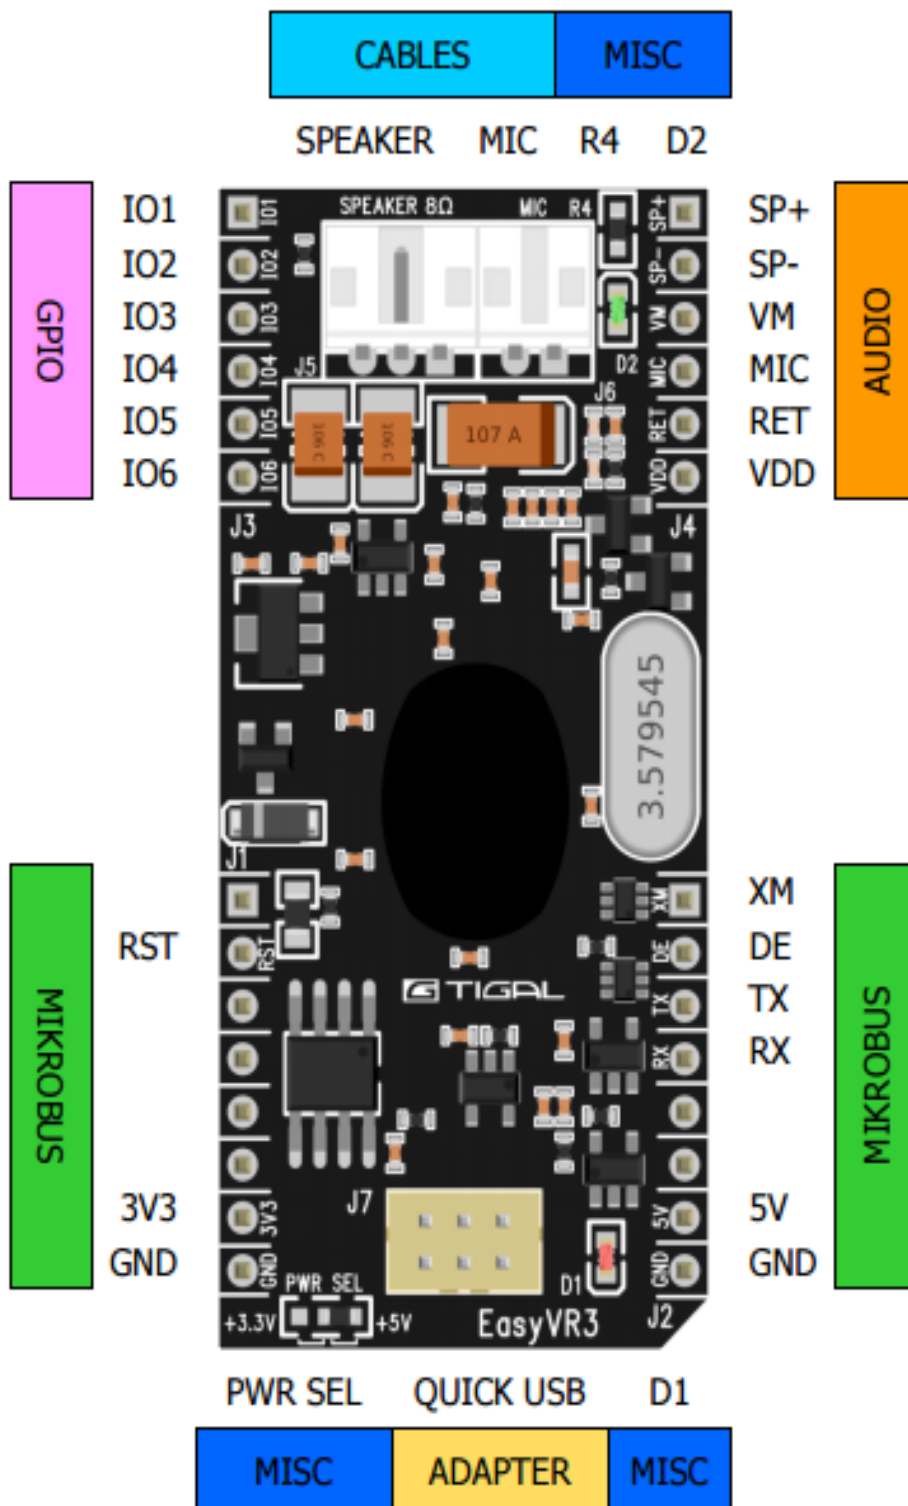 CABLES MISC
SPEAKER MIC R4 D2
GPIO
IO1
IO2
IO3
IO4
IO5
IO6
SPEAKER 8Ω MIC R4
IO1
IO2
IO3
IO4
IO5
IO6
J5
D2
J6
106 C
106 C
107 A
SP+
SP-
VM
MIC
RET
VDD
J3
J4
SP+
SP-
VM
MIC
RET
VDD
AUDIO
3.579545
J1
MIKROBUS
RST
3V3
GND
RST
TIGAL
3V3
GND
J7
XM
DE
TX
RX
5V
GND
D1
PWR SEL
+3.3V +5V
EasyVR3
J2
XM
DE
TX
RX
5V
GND
MIKROBUS
PWR SEL QUICK USB D1
MISC ADAPTER MISC